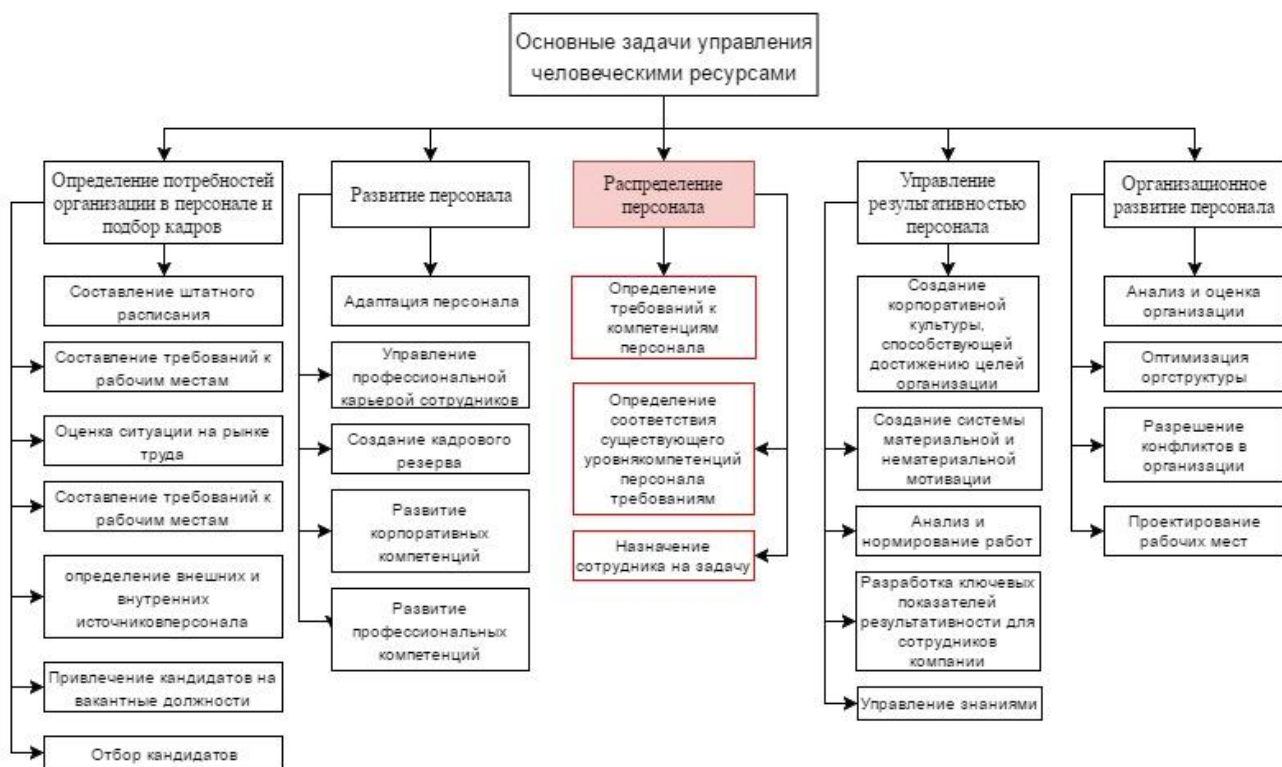 Основные задачи управления
человеческими ресурсами
Определение потребностей
организации в персонале и
подбор кадров
Составление штатного
расписания
Составление требований к
рабочим местам
Оценка ситуации на рынке
труда
Составление требований к
рабочим местам
определение внешних и
внутренних
источниковперсонала
Привлечение кандидатов на
вакантные должности
Отбор кандидатов
Развитие персонала
Адаптация персонала
Управление
профессиональной
карьерой сотрудников
Создание кадрового
резерва
Развитие
корпоративных
компетенций
Развитие
профессиональных
компетенций
Распределение
персонала
Определение
требований к
компетенциям
персонала
Определение
соответствия
существующего
уровнякомпетенций
персонала
требованиям
Назначение
сотрудника на задачу
Управление
результативностью
персонала
Создание
корпоративной
культуры,
способствующей
достижению целей
организации
Создание системы
материальной и
нематериальной
мотивации
Анализ и
нормирование работ
Разработка ключевых
показателей
результативности для
сотрудников
компании
Управление знаниями
Организационное
развитие персонала
Анализ и оценка
организации
Оптимизация
оргструктуры
Разрешение
конфликтов в
организации
Проектирование
рабочих мест